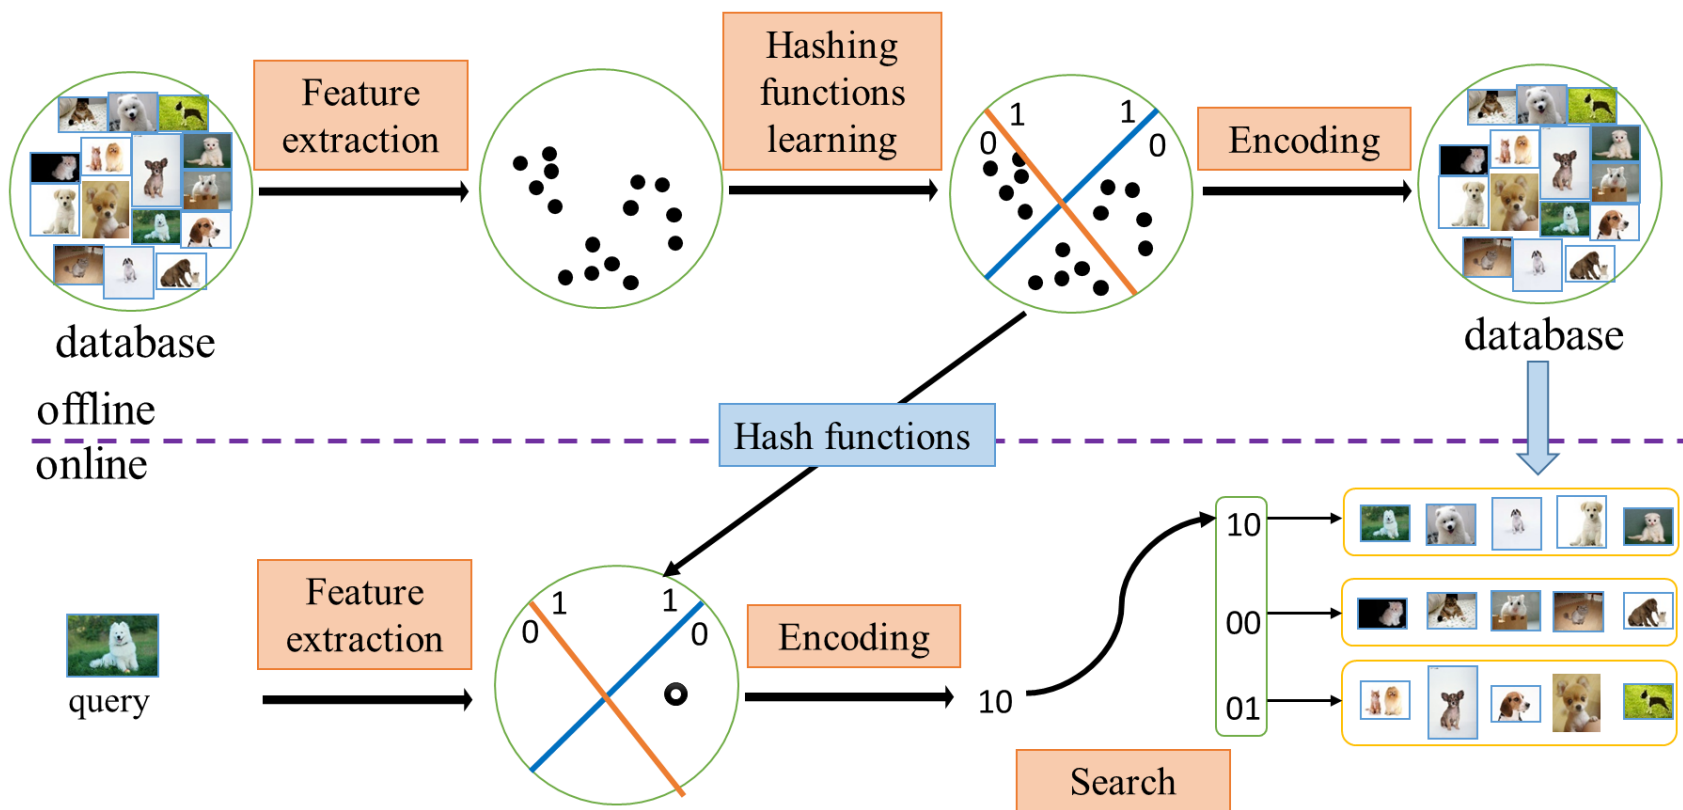 Feature
extraction
Hashing
functions
learning
1
0
1
0
Encoding
database
database
offline
Hash functions
online
Feature
extraction
1
0
1
0
Encoding
query
10
10
00
01
Search